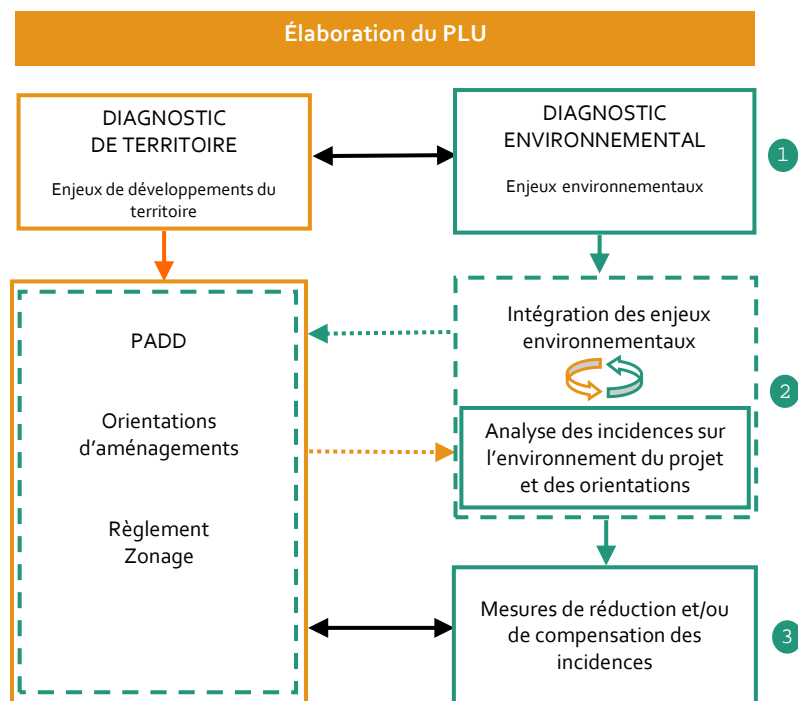 Élaboration du PLU
DIAGNOSTIC
DE TERRITOIRE
Enjeux de développements du
territoire
DIAGNOSTIC
ENVIRONNEMENTAL
Enjeux environnementaux
1
PADD
Orientations
d'aménagements
Règlement
Zonage
Intégration des enjeux
environnementaux
Analyse des incidences sur
l'environnement du projet
et des orientations
2
Mesures de réduction et/ou
de compensation des
incidences
3